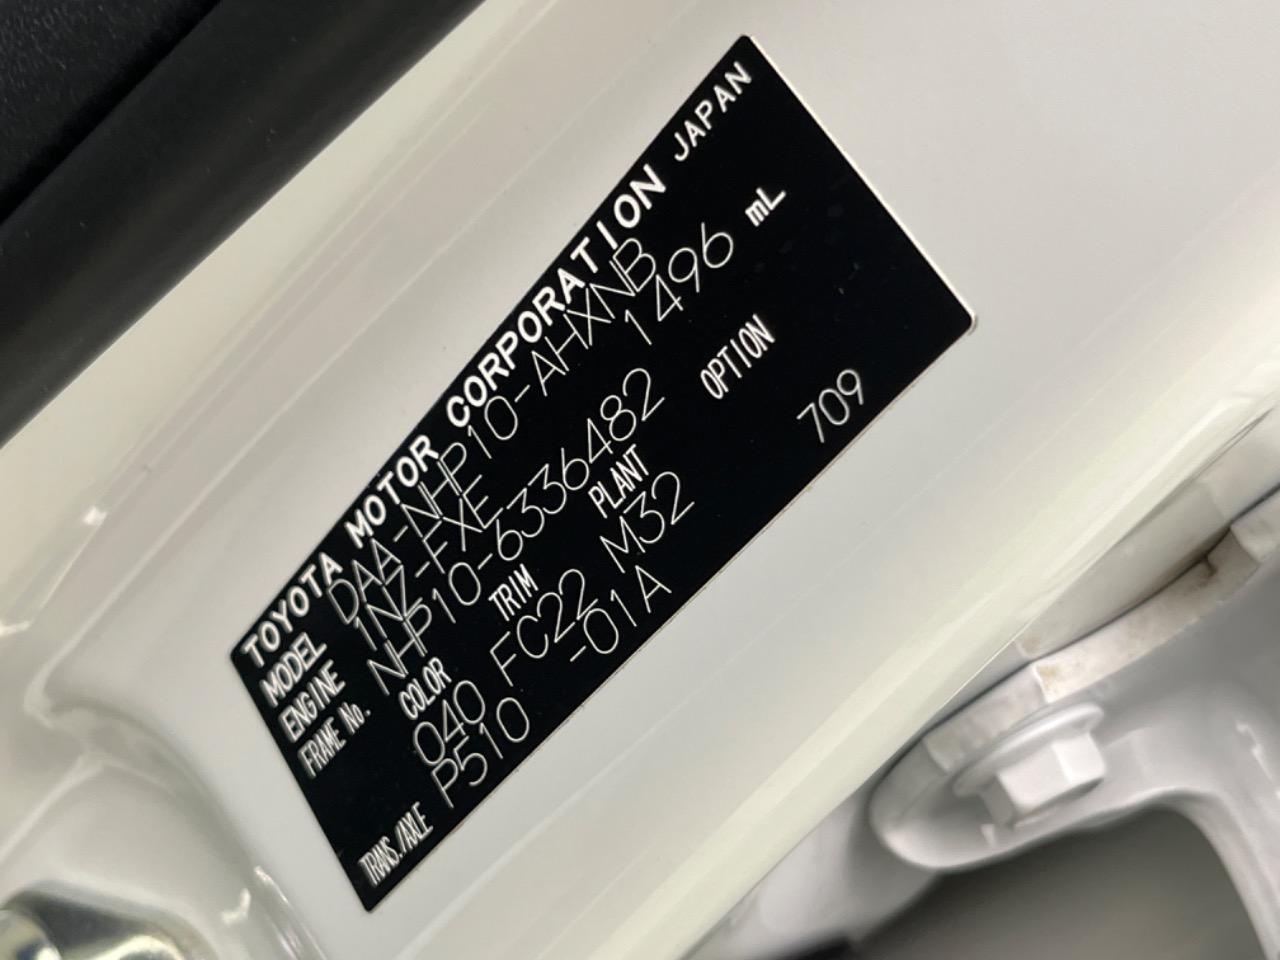 TOYOTA MOTOR CORPORATION JAPAN
MODEL DAA-NHP10-AHXNB
ENGINE 1NZ-FXE 1496 mL
FRAME No. NHP10-6336482
COLOR TRIM PLANT OPTION
040 FC22 M32 709
TRANS./AXLE P510 -01A